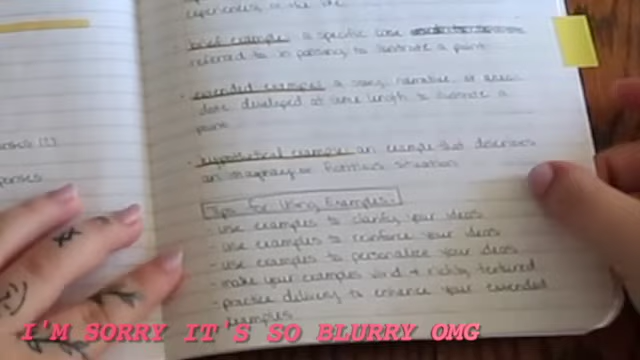 experiences, or the like.
· brief example: a specific case
referred to in passing to illustrate a point.
· extended example: a story, narrative, or anec-
dote developed at some length to illustrate a
point.
· hypothetical example: an example that describes
an imaginary or fictitious situation
Tips for Using Examples:
- use examples to clarify your ideas
- use examples to reinforce your ideas
- use examples to personalize your ideas
- make your examples vivid + richly textured
- practice delivery to enhance your extended
examples.
I'M SORRY IT'S SO BLURRY OMG